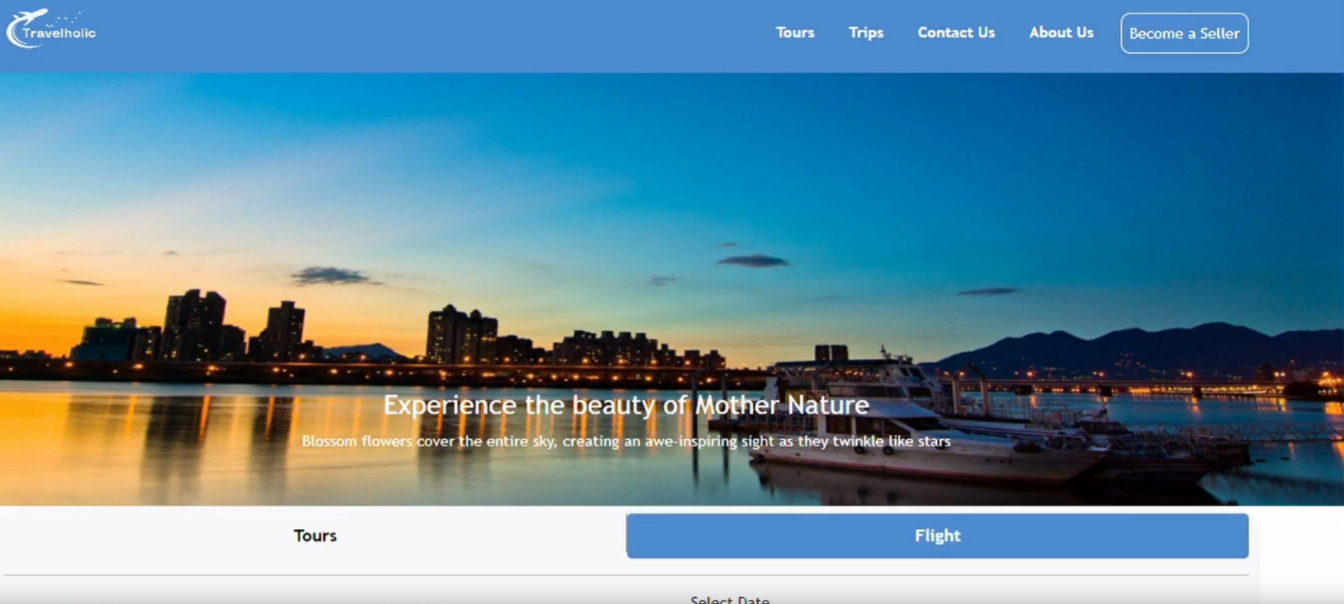 Travelholic
Tours Trips Contact Us About Us Become a Seller
Experience the beauty of Mother Nature
Blossom flowers cover the entire sky, creating an awe-inspiring sight as they twinkle like stars
Tours Flight
Select Date